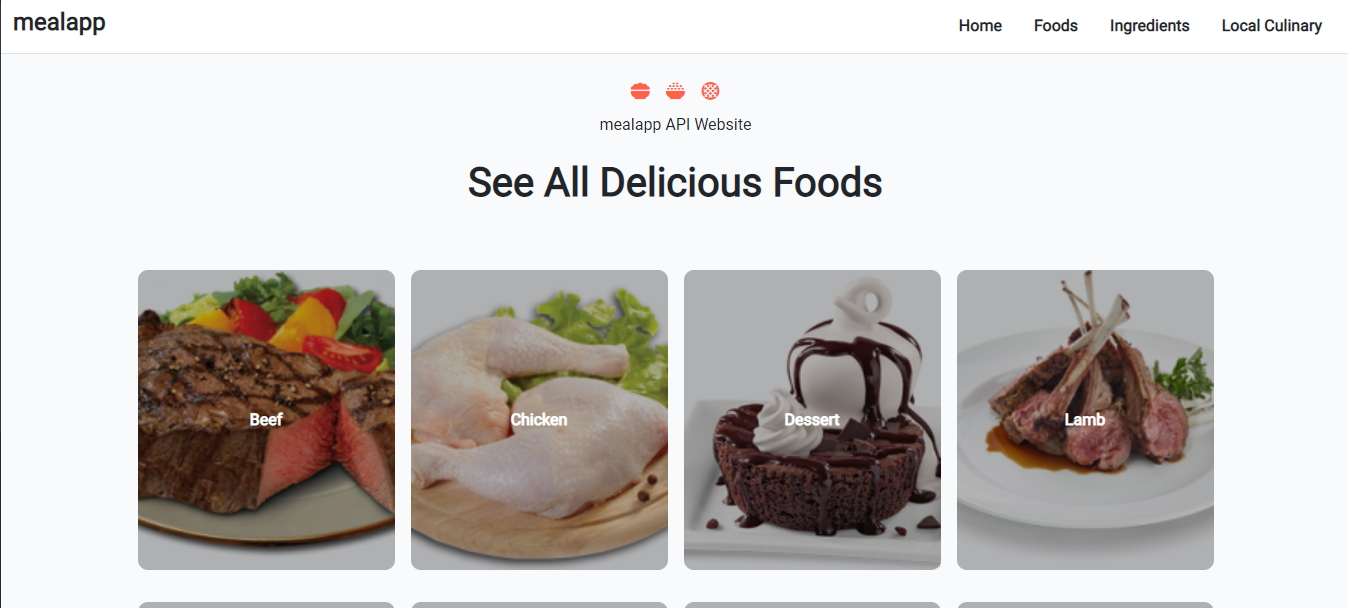 mealapp
Home Foods Ingredients Local Culinary
mealapp API Website
See All Delicious Foods
Beef Chicken Dessert Lamb